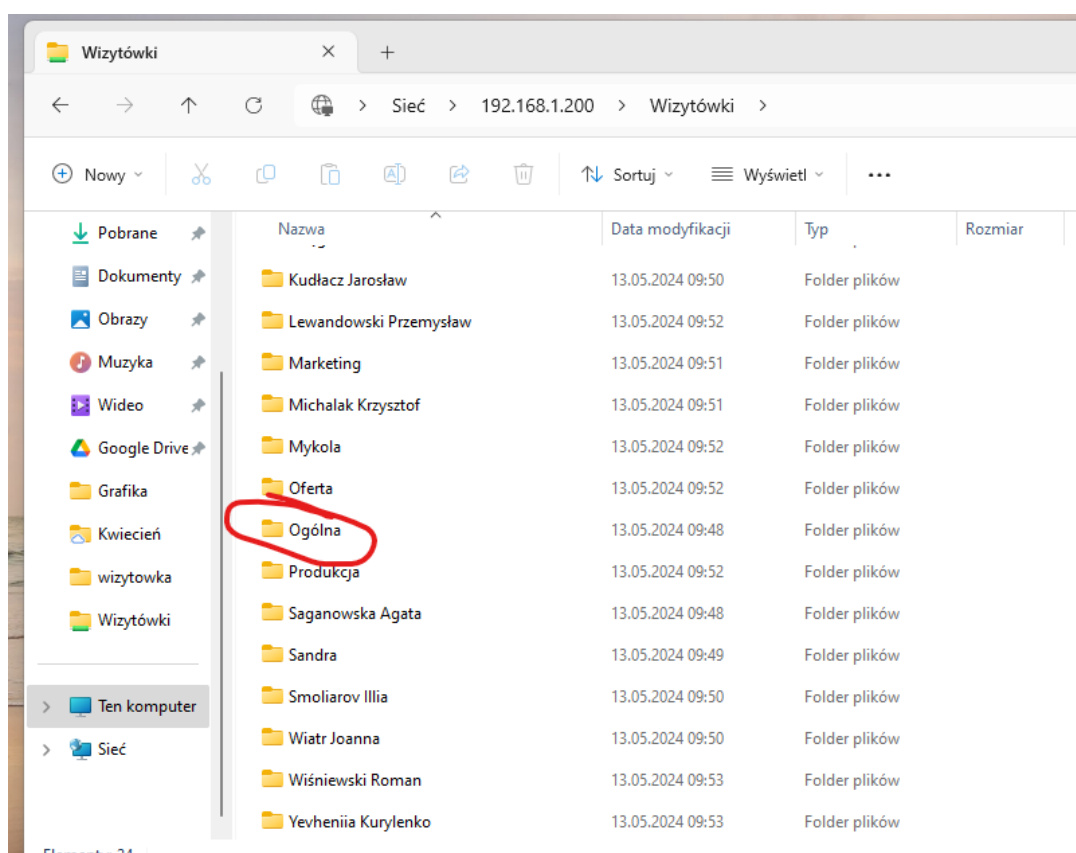 Wizytówki
Sieć > 192.168.1.200 > Wizytówki >
Nowy Sortuj Wyświetl ...
Nazwa Data modyfikacji Typ Rozmiar
Pobrane
Dokumenty
Obrazy
Muzyka
Wideo
Google Drive
Grafika
Kwiecień
wizytowka
Wizytówki
Ten komputer
Sieć
Kudłacz Jarosław 13.05.2024 09:50 Folder plików
Lewandowski Przemysław 13.05.2024 09:52 Folder plików
Marketing 13.05.2024 09:51 Folder plików
Michalak Krzysztof 13.05.2024 09:51 Folder plików
Mykola 13.05.2024 09:52 Folder plików
Oferta 13.05.2024 09:52 Folder plików
Ogólna 13.05.2024 09:48 Folder plików
Produkcja 13.05.2024 09:52 Folder plików
Saganowska Agata 13.05.2024 09:48 Folder plików
Sandra 13.05.2024 09:49 Folder plików
Smoliarov Illia 13.05.2024 09:50 Folder plików
Wiatr Joanna 13.05.2024 09:50 Folder plików
Wiśniewski Roman 13.05.2024 09:53 Folder plików
Yevheniia Kurylenko 13.05.2024 09:53 Folder plików